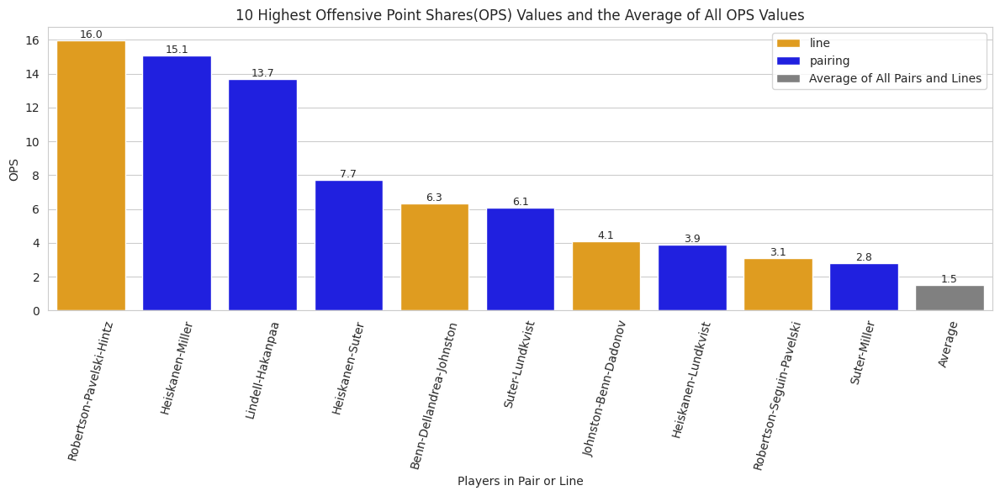 10 Highest Offensive Point Shares(OPS) Values and the Average of All OPS Values
line
pairing
Average of All Pairs and Lines
OPS
16
14
12
10
8
6
4
2
0
16.0
15.1
13.7
7.7
6.3
6.1
4.1
3.9
3.1
2.8
1.5
Robertson-Pavelski-Hintz
Heiskanen-Miller
Lindell-Hakanpaa
Heiskanen-Suter
Benn-Dellandrea-Johnston
Suter-Lundkvist
Johnston-Benn-Dadonov
Heiskanen-Lundkvist
Robertson-Seguin-Pavelski
Suter-Miller
Average
Players in Pair or Line